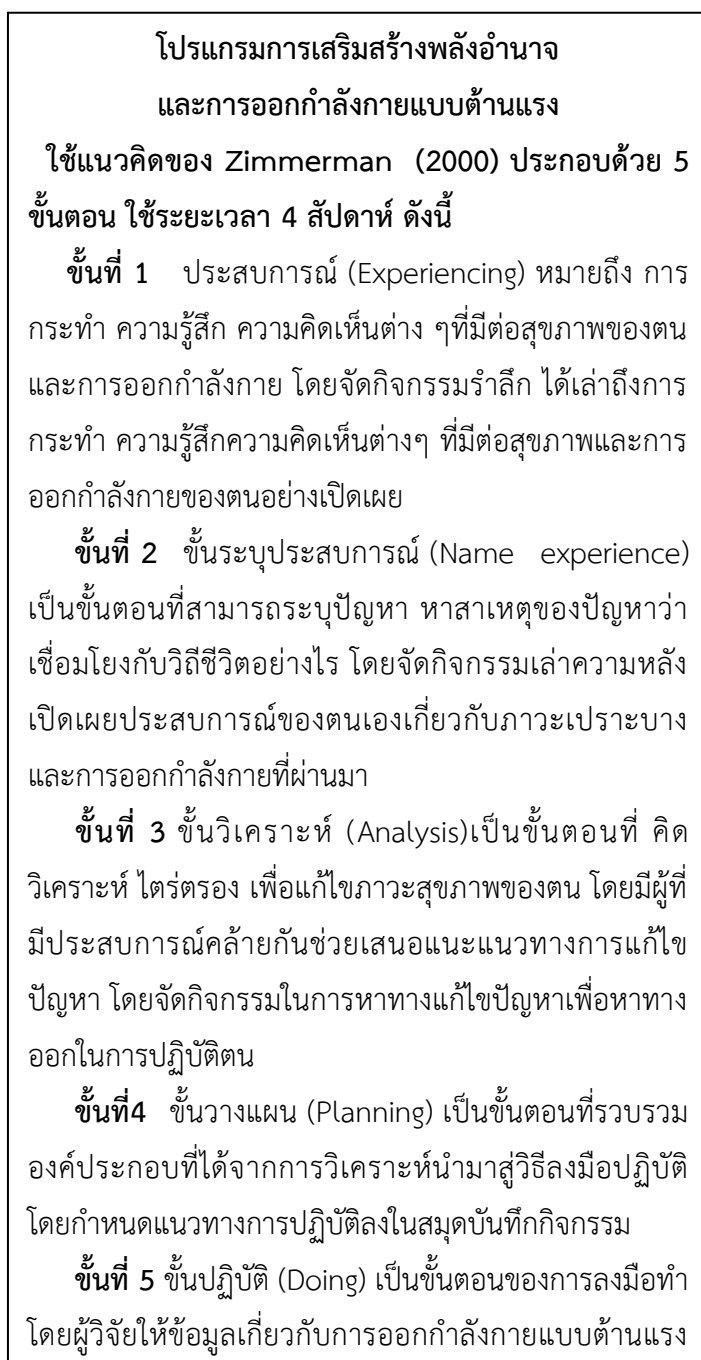 โปรแกรมการเสริมสร้างพลังอำนาจ
และการออกกำลังกายแบบต้านแรง
ใช้แนวคิดของ Zimmerman (2000) ประกอบด้วย 5
ขั้นตอน ใช้ระยะเวลา 4 สัปดาห์ ดังนี้
ขั้นที่ 1 ประสบการณ์ (Experiencing) หมายถึง การ
กระทำ ความรู้สึก ความคิดเห็นต่าง ๆที่มีต่อสุขภาพของตน
และการออกกำลังกาย โดยจัดกิจกรรมรำลึก ได้เล่าถึงการ
กระทำ ความรู้สึกความคิดเห็นต่างๆ ที่มีต่อสุขภาพและการ
ออกกำลังกายของตนอย่างเปิดเผย
ขั้นที่ 2 ขั้นระบุประสบการณ์ (Name experience)
เป็นขั้นตอนที่สามารถระบุปัญหา หาสาเหตุของปัญหาว่า
เชื่อมโยงกับวิถีชีวิตอย่างไร โดยจัดกิจกรรมเล่าความหลัง
เปิดเผยประสบการณ์ของตนเองเกี่ยวกับภาวะเปราะบาง
และการออกกำลังกายที่ผ่านมา
ขั้นที่ 3 ขั้นวิเคราะห์ (Analysis)เป็นขั้นตอนที่ คิด
วิเคราะห์ ไตร่ตรอง เพื่อแก้ไขภาวะสุขภาพของตน โดยมีผู้ที่
มีประสบการณ์คล้ายกันช่วยเสนอแนะแนวทางการแก้ไข
ปัญหา โดยจัดกิจกรรมในการหาทางแก้ไขปัญหาเพื่อหาทาง
ออกในการปฏิบัติตน
ขั้นที่4 ขั้นวางแผน (Planning) เป็นขั้นตอนที่รวบรวม
องค์ประกอบที่ได้จากการวิเคราะห์นำมาสู่วิธีลงมือปฏิบัติ
โดยกำหนดแนวทางการปฏิบัติลงในสมุดบันทึกกิจกรรม
ขั้นที่ 5 ขั้นปฏิบัติ (Doing) เป็นขั้นตอนของการลงมือทำ
โดยผู้วิจัยให้ข้อมูลเกี่ยวกับการออกกำลังกายแบบต้านแรง